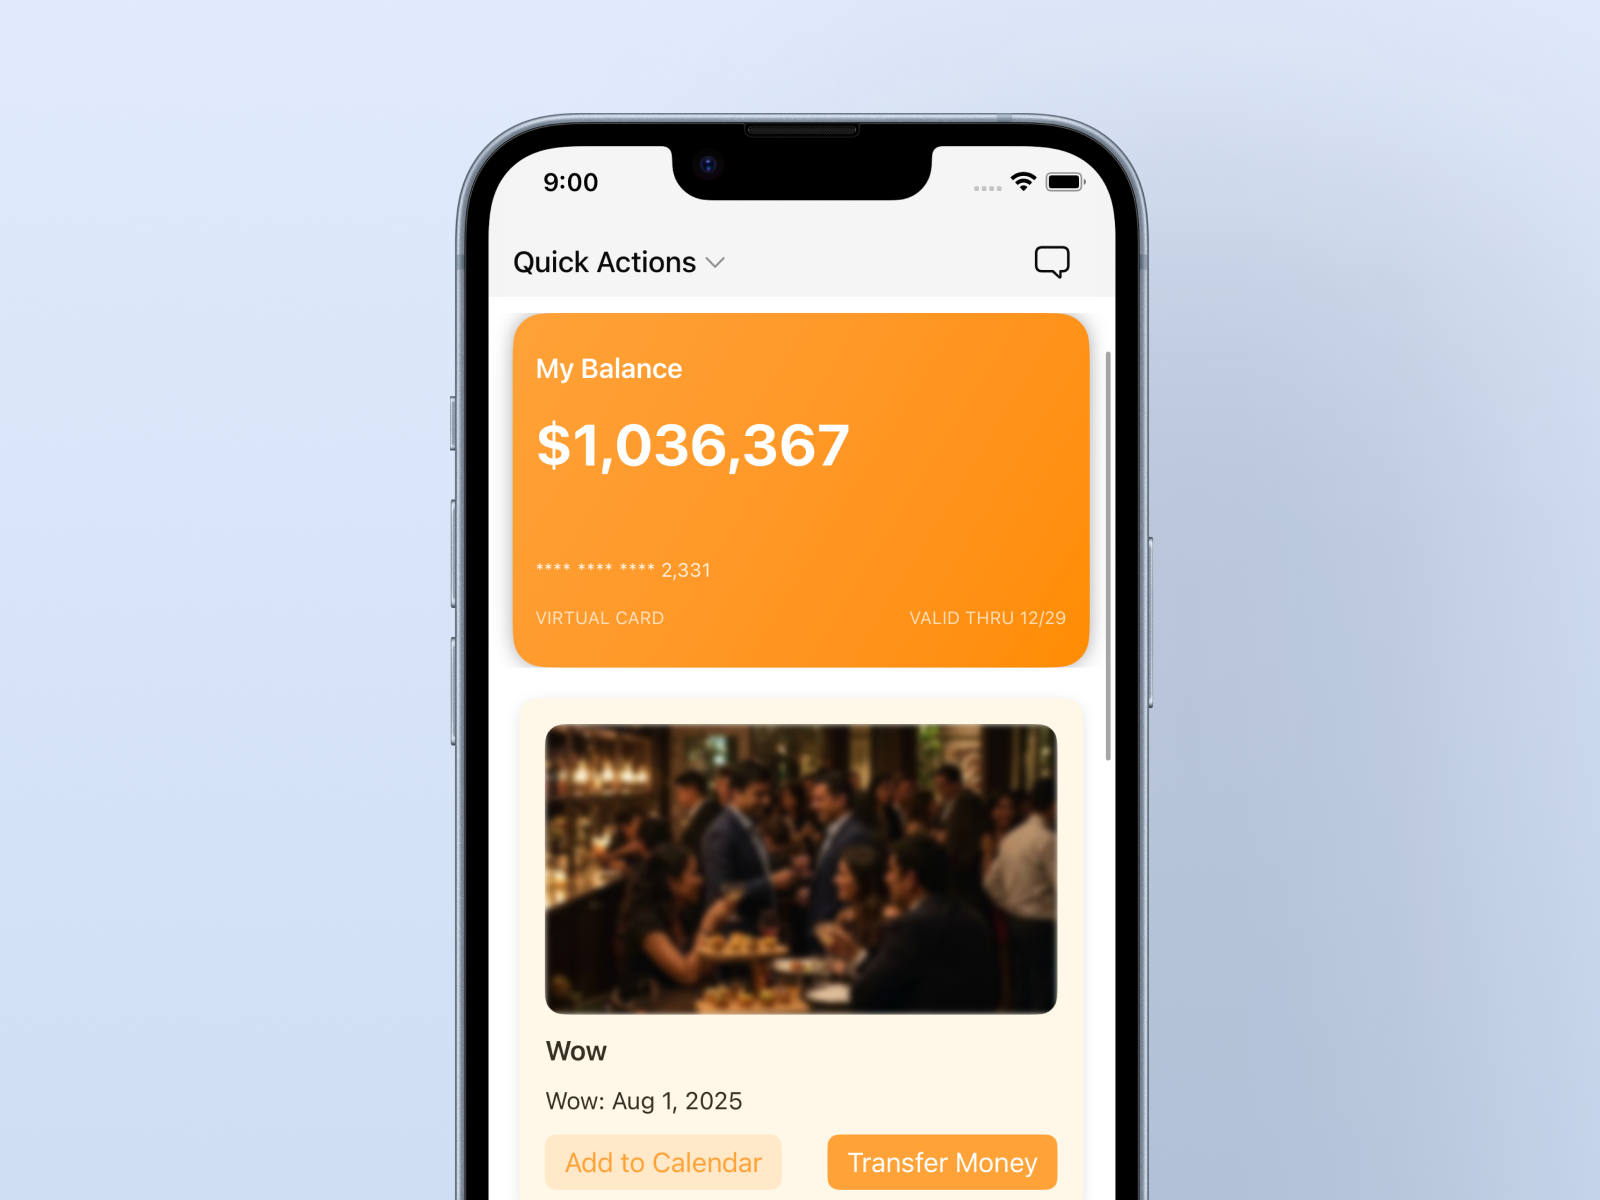 9:00
Quick Actions
My Balance
$1,036,367
**** **** **** 2,331
VIRTUAL CARD VALID THRU 12/29
Wow
Wow: Aug 1, 2025
Add to Calendar Transfer Money